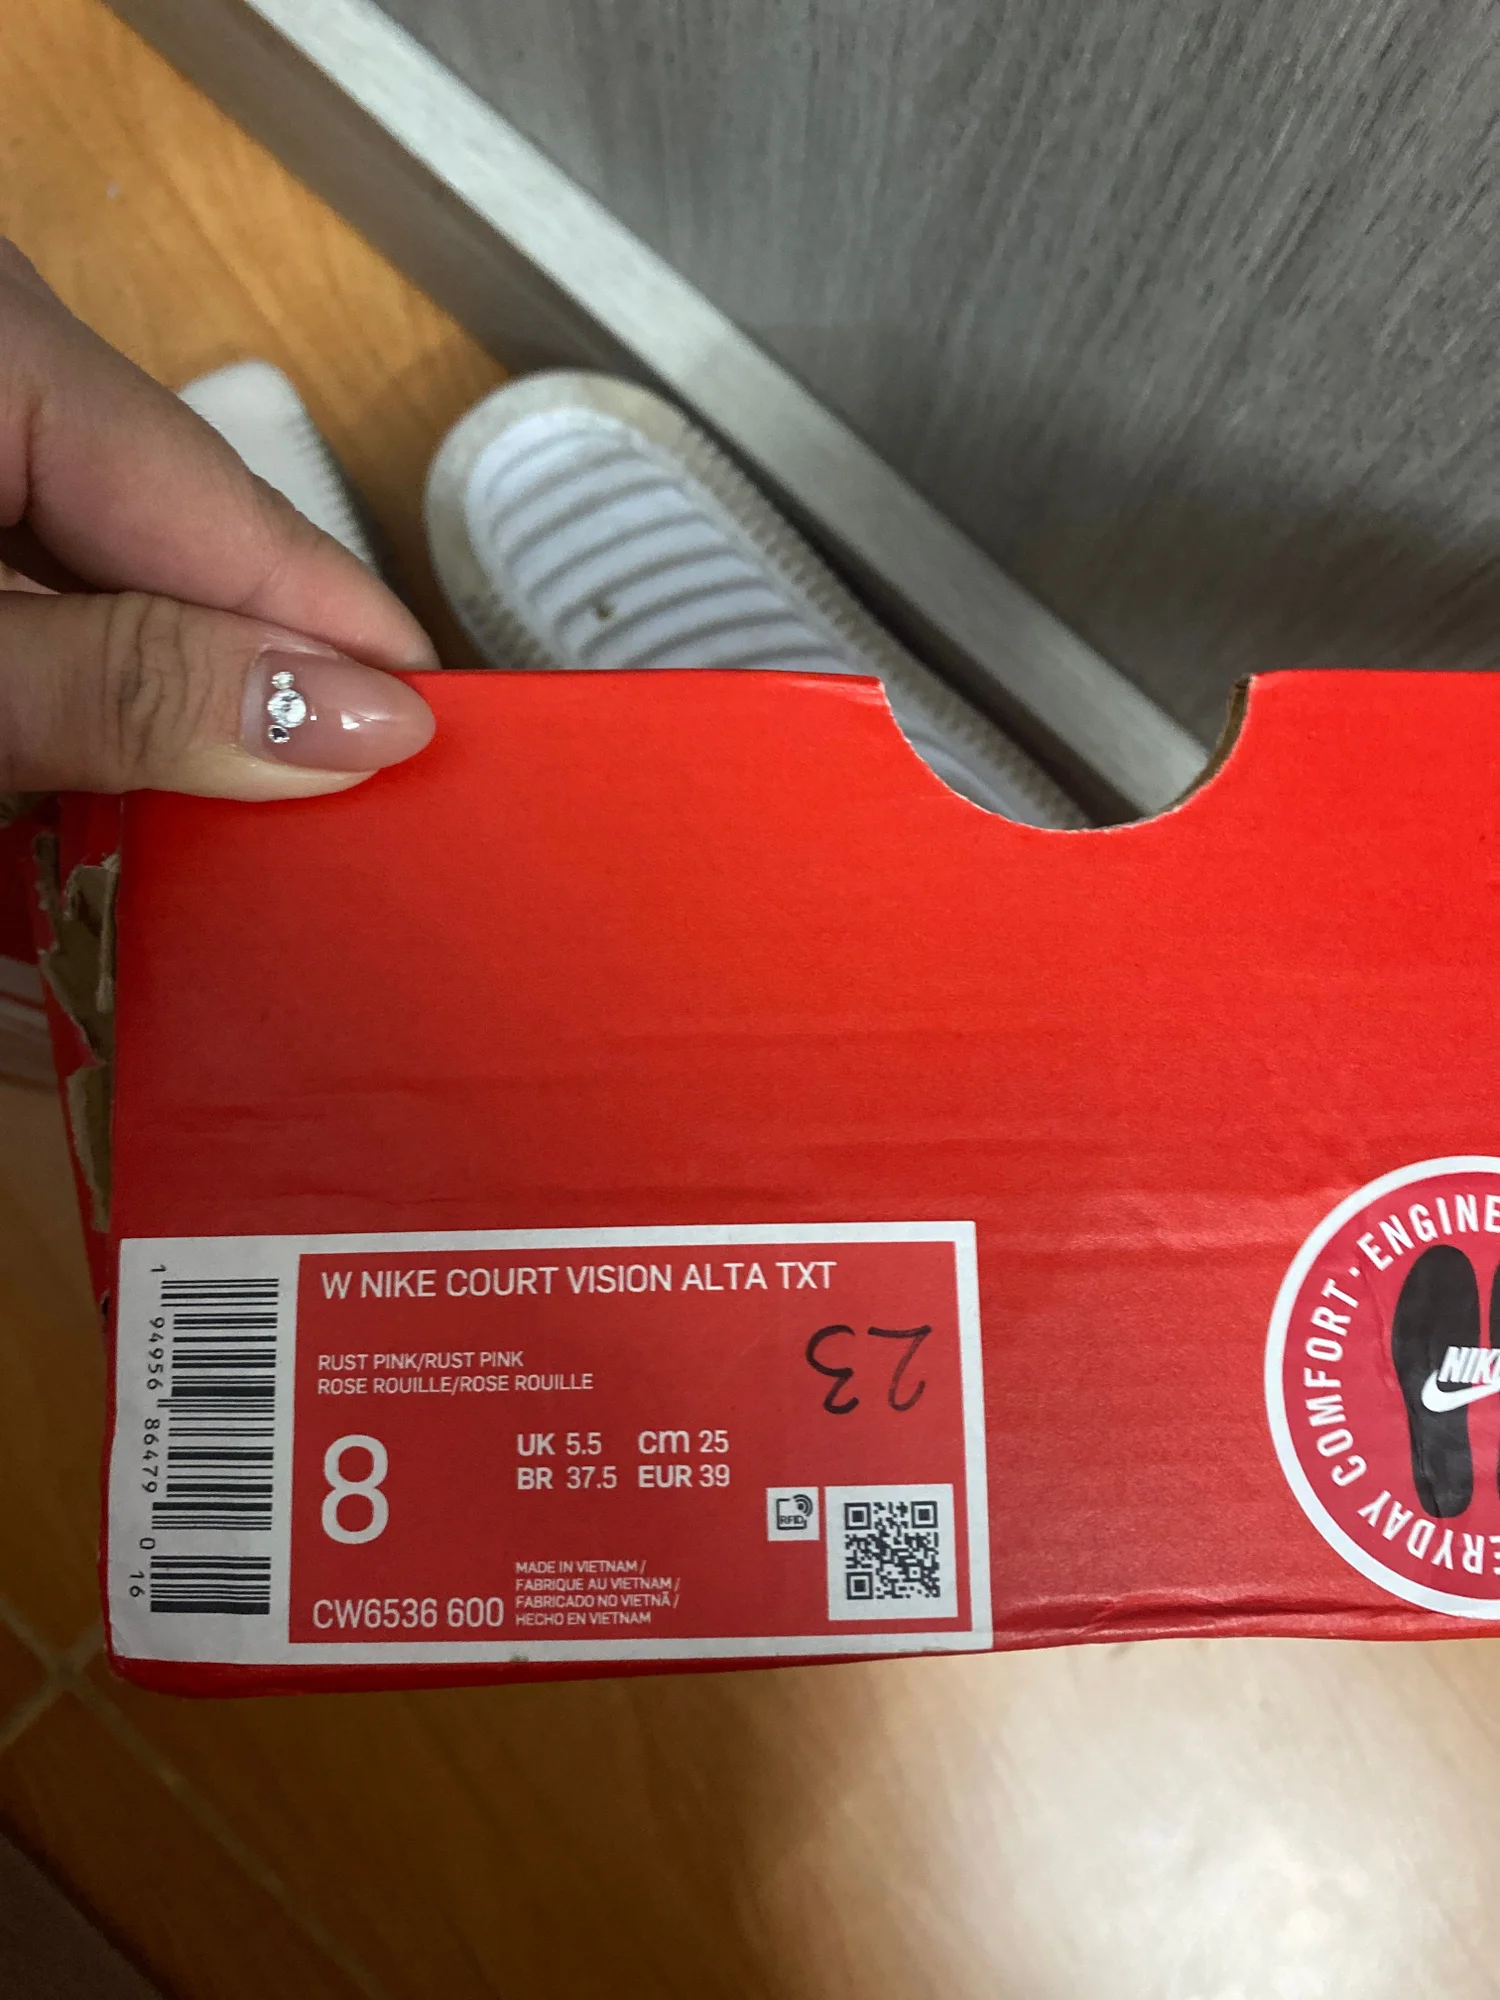 W NIKE COURT VISION ALTA TXT
RUST PINK/RUST PINK
ROSE ROUILLE/ROSE ROUILLE
23
8
UK 5.5 cm 25
BR 37.5 EUR 39
RFID
CW6536 600
MADE IN VIETNAM /
FABRIQUE AU VIETNAM /
FABRICADO NO VIETNÃ /
HECHO EN VIETNAM
1 94956 86479 0 16
COMFORT · ENGINE
NIKE
ERYDAY